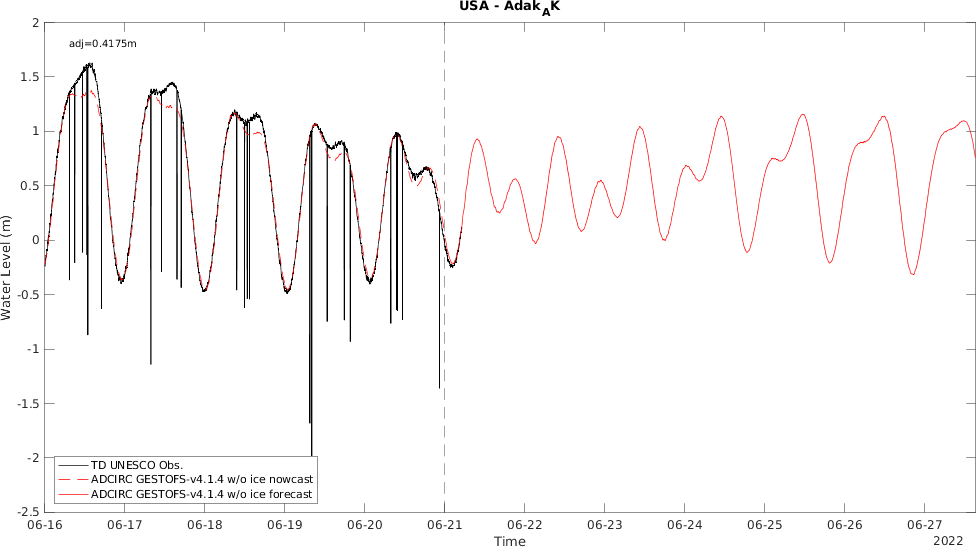 USA - Adak_AK
adj=0.4175m
2
1.5
1
0.5
0
-0.5
-1
-1.5
-2
-2.5
Water Level (m)
TD UNESCO Obs.
ADCIRC GESTOFS-v4.1.4 w/o ice nowcast
ADCIRC GESTOFS-v4.1.4 w/o ice forecast
06-16 06-17 06-18 06-19 06-20 06-21 06-22 06-23 06-24 06-25 06-26 06-27
Time
2022